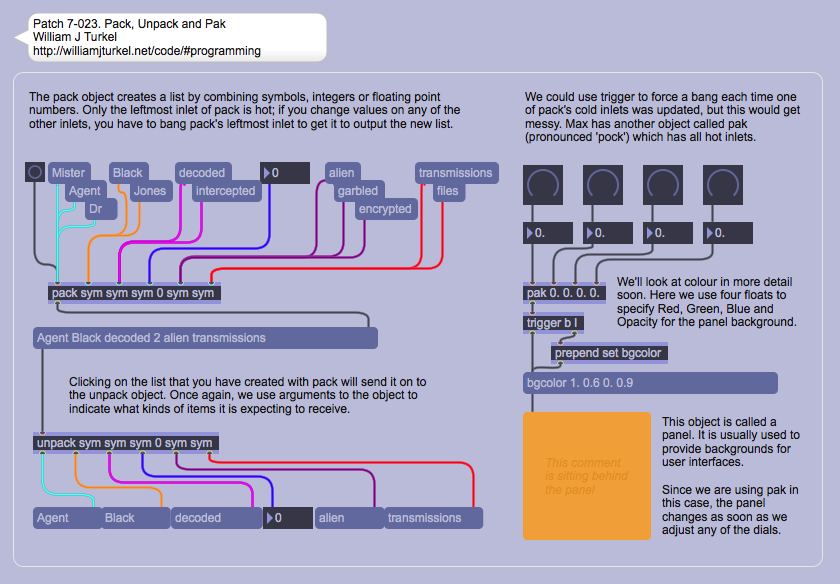 Patch 7-023. Pack, Unpack and Pak
William J Turkel
http://williamjturkel.net/code/#programming
The pack object creates a list by combining symbols, integers or floating point
numbers. Only the leftmost inlet of pack is hot; if you change values on any of the
other inlets, you have to bang pack's leftmost inlet to get it to output the new list.
Mister
Black
decoded
0
alien
transmissions
Agent
Jones
intercepted
garbled
files
Dr
encrypted
pack sym sym sym 0 sym sym
Agent Black decoded 2 alien transmissions
Clicking on the list that you have created with pack will send it on to
the unpack object. Once again, we use arguments to the object to
indicate what kinds of items it is expecting to receive.
unpack sym sym sym 0 sym sym
Agent
Black
decoded
0
alien
transmissions
We could use trigger to force a bang each time one
of pack's cold inlets was updated, but this would get
messy. Max has another object called pak
(pronounced 'pock') which has all hot inlets.
0.
0.
0.
0.
pak 0. 0. 0. 0.
We'll look at colour in more detail
soon. Here we use four floats to
specify Red, Green, Blue and
Opacity for the panel background.
trigger b l
prepend set bgcolor
bgcolor 1. 0.6 0. 0.9
This comment
is sitting behind
the panel
This object is called a
panel. It is usually used to
provide backgrounds for
user interfaces.
Since we are using pak in
this case, the panel
changes as soon as we
adjust any of the dials.